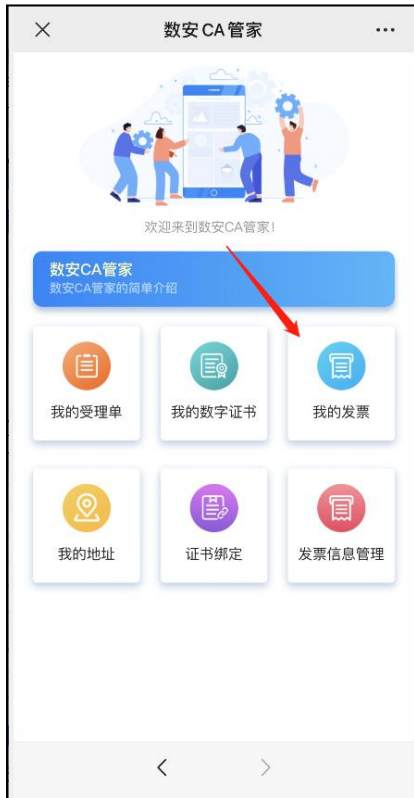 数安CA管家
欢迎来到数安CA管家!
数安CA管家
数安CA管家的简单介绍
我的受理单
我的数字证书
我的发票
我的地址
证书绑定
发票信息管理